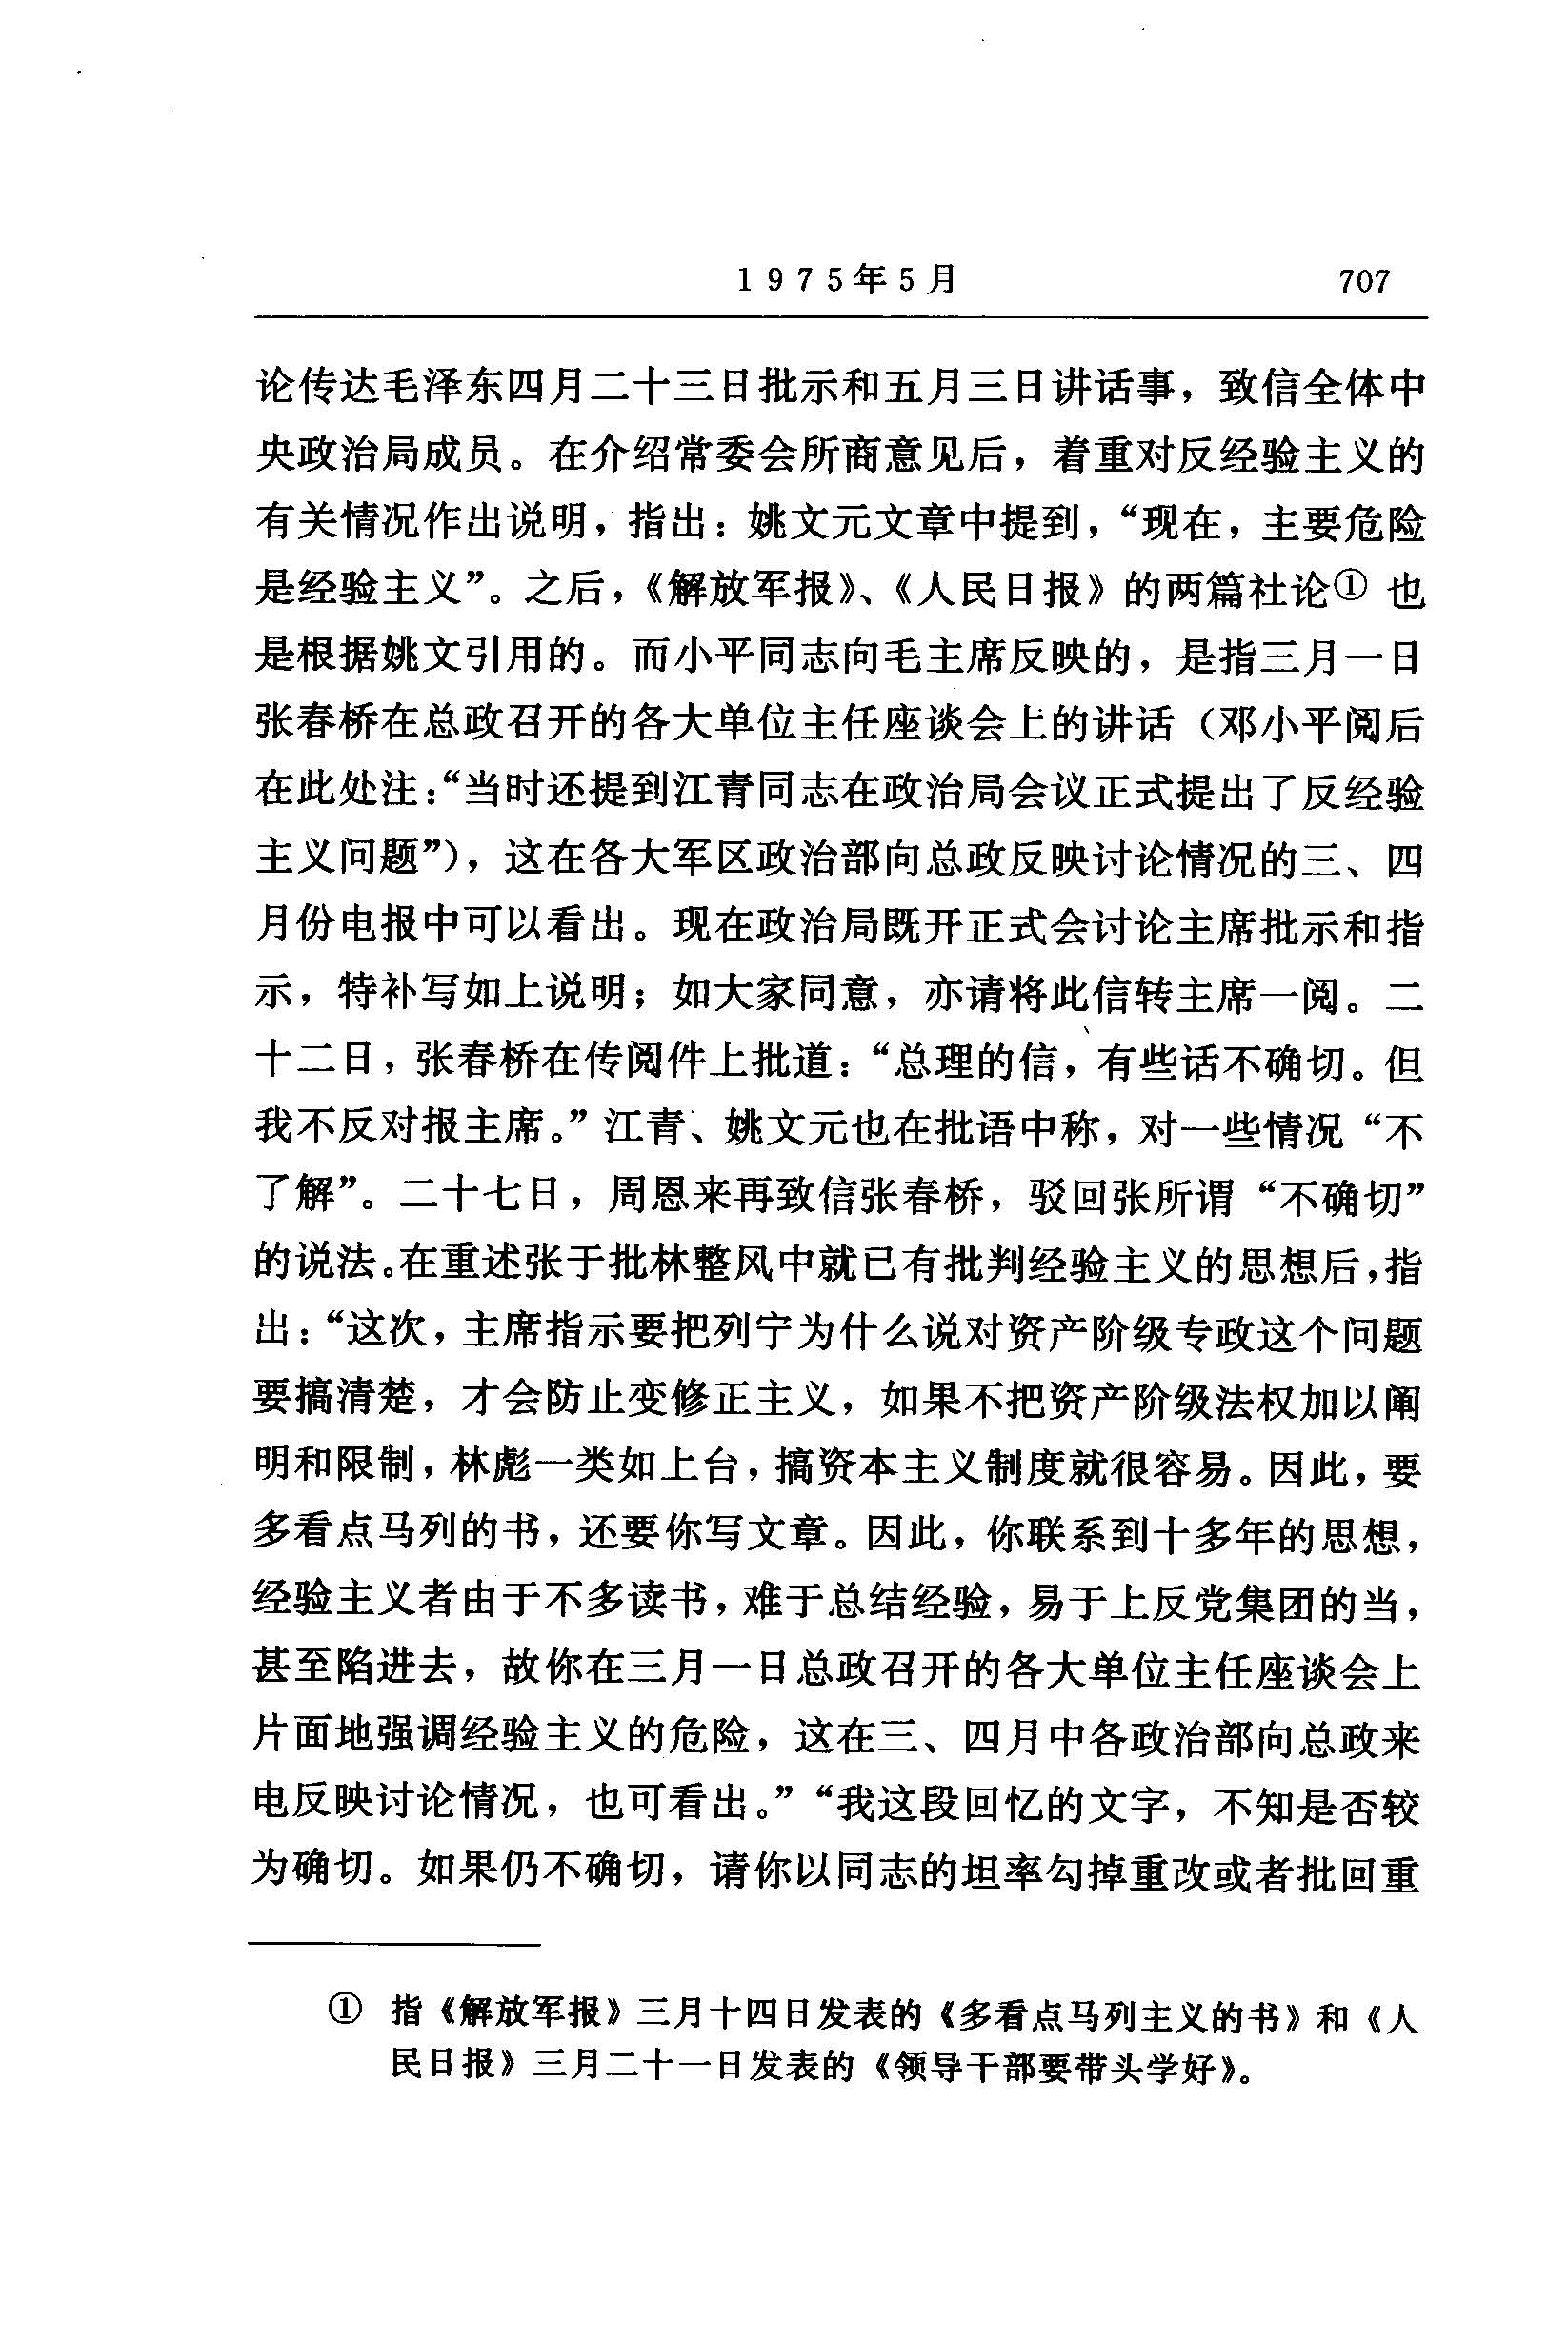 1975年5月 707
论传达毛泽东四月二十三日批示和五月三日讲话事，致信全体中
央政治局成员。在介绍常委会所商意见后，着重对反经验主义的
有关情况作出说明，指出：姚文元文章中提到，“现在，主要危险
是经验主义”。之后，《解放军报》、《人民日报》的两篇社论①也
是根据姚文引用的。而小平同志向毛主席反映的，是指三月一日
张春桥在总政召开的各大单位主任座谈会上的讲话（邓小平阅后
在此处注：“当时还提到江青同志在政治局会议正式提出了反经验
主义问题”），这在各大军区政治部向总政反映讨论情况的三、四
月份电报中可以看出。现在政治局既开正式会讨论主席批示和指
示，特补写如上说明；如大家同意，亦请将此信转主席一阅。二
十二日，张春桥在传阅件上批道：“总理的信，有些话不确切。但
我不反对报主席。”江青、姚文元也在批语中称，对一些情况“不
了解”。二十七日，周恩来再致信张春桥，驳回张所谓“不确切”
的说法。在重述张于批林整风中就已有批判经验主义的思想后，指
出：“这次，主席指示要把列宁为什么说对资产阶级专政这个问题
要搞清楚，才会防止变修正主义，如果不把资产阶级法权加以阐
明和限制，林彪一类如上台，搞资本主义制度就很容易。因此，要
多看点马列的书，还要你写文章。因此，你联系到十多年的思想，
经验主义者由于不多读书，难于总结经验，易于上反党集团的当，
甚至陷进去，故你在三月一日总政召开的各大单位主任座谈会上
片面地强调经验主义的危险，这在三、四月中各政治部向总政来
电反映讨论情况，也可看出。”“我这段回忆的文字，不知是否较
为确切。如果仍不确切，请你以同志的坦率勾掉重改或者批回重
① 指《解放军报》三月十四日发表的《多看点马列主义的书》和《人
民日报》三月二十一日发表的《领导干部要带头学好》。